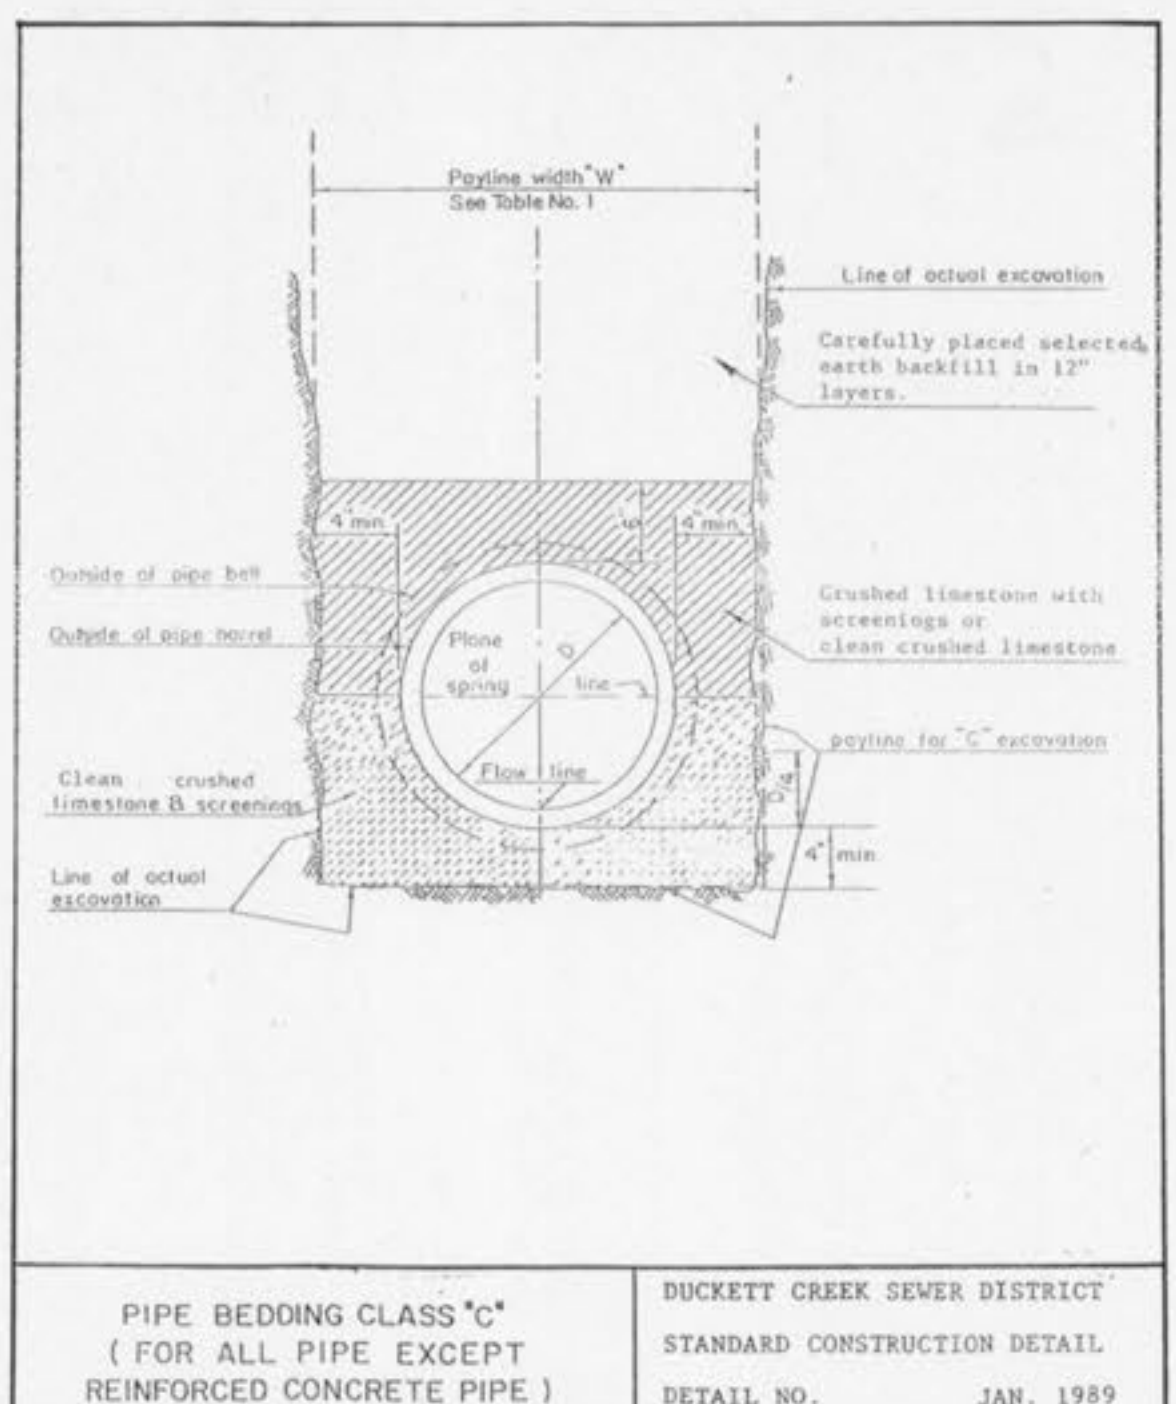 Payline width "W"
See Table No. 1
Line of actual excavation
Carefully placed selected
earth backfill in 12"
layers.
4" min.
6"
4" min.
Outside of pipe bell
Outside of pipe barrel
Crushed limestone with
screenings or
clean crushed limestone
Plane
of
spring
line
D
Flow line
payline for "C" excavation
D/4
Clean crushed
limestone & screenings
4" min.
Line of actual
excavation
PIPE BEDDING CLASS "C"
( FOR ALL PIPE EXCEPT
REINFORCED CONCRETE PIPE )
DUCKETT CREEK SEWER DISTRICT
STANDARD CONSTRUCTION DETAIL
DETAIL NO. JAN. 1989